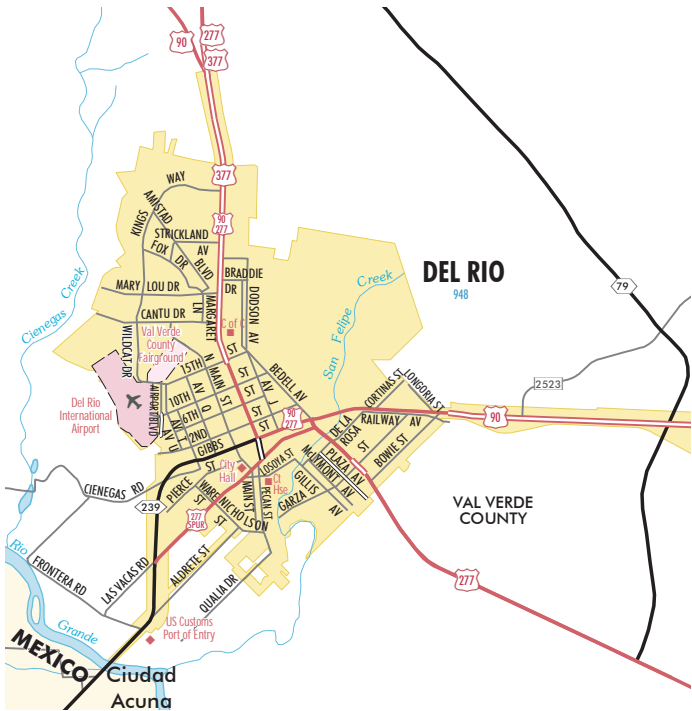 90
277
377
377
WAY
KINGS
AMISTAD
BLVD
STRICKLAND
AV
FOX
DR
90
277
BRADDIE
DR
MARY LOU DR
MARGARET
LN
DODSON AV
CANTU DR
C of C
Val Verde
County
Fairground
WILDCAT DR
Cienegas Creek
DEL RIO
948
San Felipe Creek
79
2523
90
Del Rio
International
Airport
AIRPORT BLVD
15TH ST
N MAIN ST
10TH ST
AV Q
6TH ST
2ND ST
AV T
AV U
GIBBS
ST
AV J
BEDELL AV
90
277
CORTINAS ST
LONGORIA ST
RAILWAY AV
DE LA ROSA ST
PLAZA AV
BOWIE ST
McLYMONT AV
GILLIS AV
GARZA
LOSOYA ST
City
Hall
Ct
Hse
MAIN ST
PECAN ST
CIENEGAS RD
239
PIERCE ST
WARE
NICHOLSON
277
SPUR
VAL VERDE
COUNTY
277
Rio Grande
FRONTERA RD
LAS VACAS RD
ALDRETE ST
QUALIA DR
US Customs
Port of Entry
MEXICO
Ciudad
Acuna